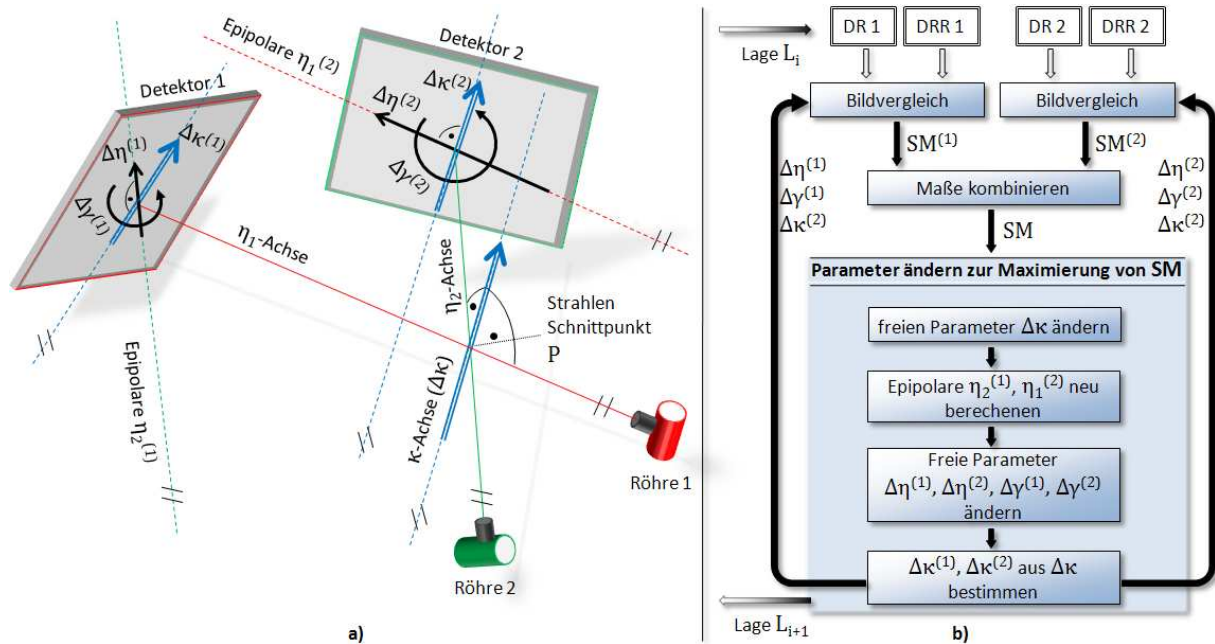 Detektor 1
Δη⁽¹⁾
Δκ⁽¹⁾
Δγ⁽¹⁾
Epipolare η₂⁽¹⁾
Epipolare η₁⁽²⁾
Detektor 2
Δκ⁽²⁾
Δη⁽²⁾
Δγ⁽²⁾
η₁-Achse
η₂-Achse
κ-Achse (Δκ)
Strahlen
Schnittpunkt
P
Röhre 1
Röhre 2
a)
Lage Lᵢ
DR 1
DRR 1
DR 2
DRR 2
Bildvergleich
Bildvergleich
SM⁽¹⁾
SM⁽²⁾
Δη⁽¹⁾
Δγ⁽¹⁾
Δκ⁽²⁾
Δη⁽²⁾
Δγ⁽²⁾
Δκ⁽²⁾
Maße kombinieren
SM
Parameter ändern zur Maximierung von SM
freien Parameter Δκ ändern
Epipolare η₂⁽¹⁾, η₁⁽²⁾ neu
berechenen
Freie Parameter
Δη⁽¹⁾, Δη⁽²⁾, Δγ⁽¹⁾, Δγ⁽²⁾
ändern
Δκ⁽¹⁾, Δκ⁽²⁾ aus Δκ
bestimmen
Lage Lᵢ₊₁
b)